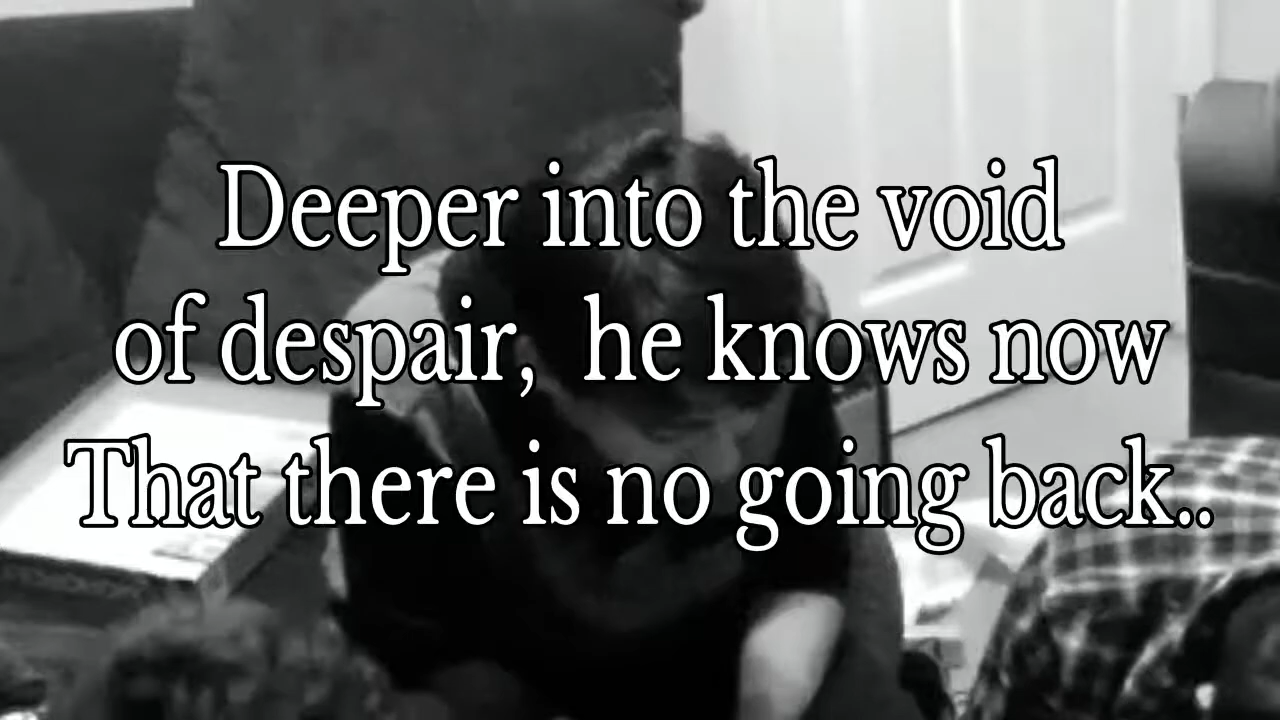 Deeper into the void
of despair,  he knows now
That there is no going back..